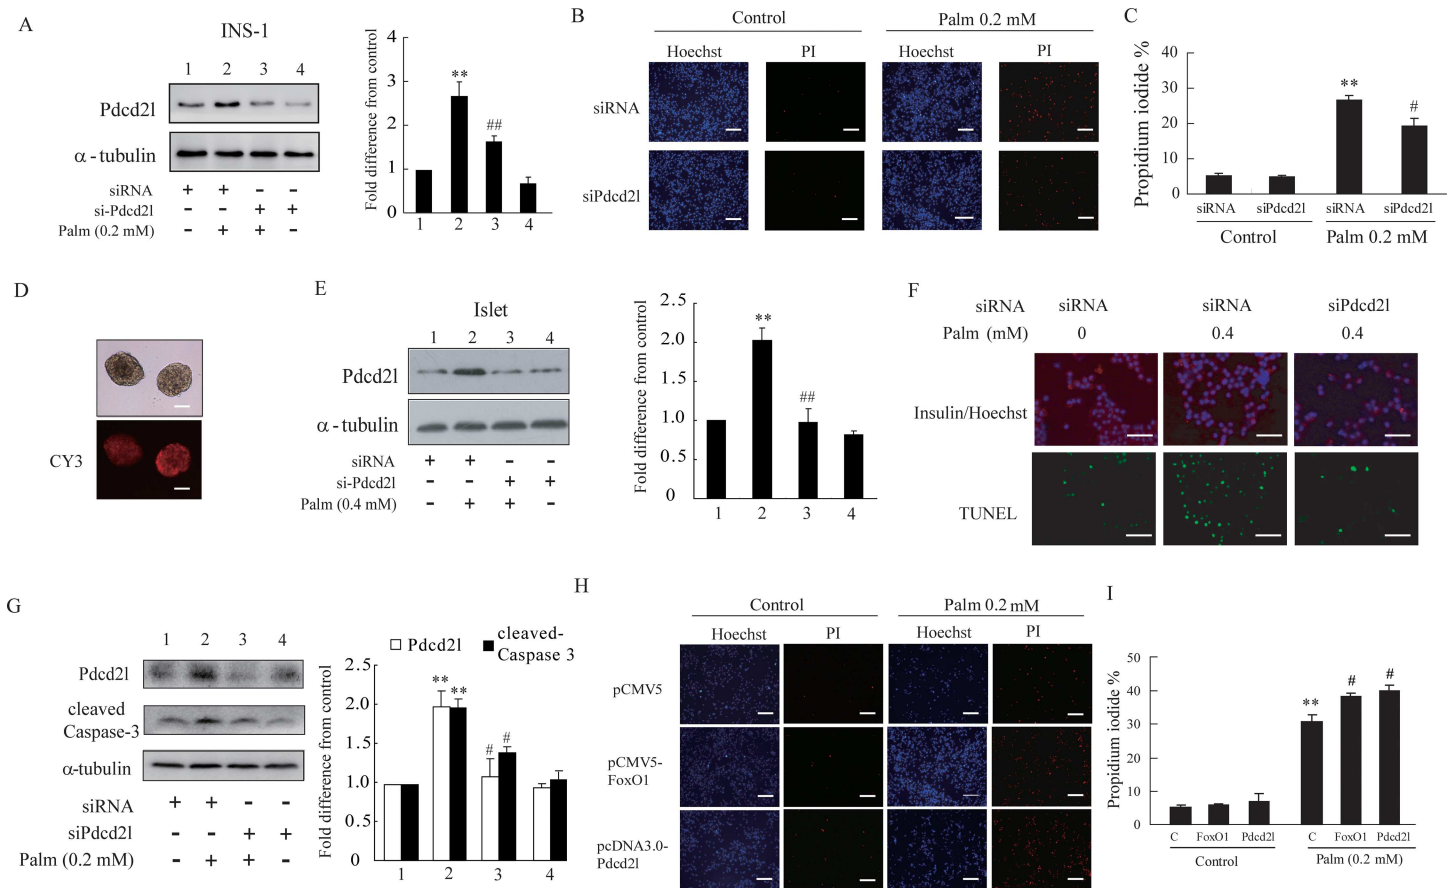 A
INS-1
1 2 3 4
Pdcd2l
α - tubulin
siRNA + + - -
si-Pdcd2l - - + +
Palm (0.2 mM) - + + -
Fold difference from control
4
3
2
1
0
**
##
1 2 3 4
B
Control Palm 0.2 mM
Hoechst PI Hoechst PI
siRNA
siPdcd2l
C
Propidium iodide %
40
30
20
10
0
**
#
siRNA siPdcd2l siRNA siPdcd2l
Control Palm 0.2 mM
D
CY3
E
Islet
1 2 3 4
Pdcd2l
α - tubulin
siRNA + + - -
si-Pdcd2l - - + +
Palm (0.4 mM) - + + -
Fold difference from control
2.5
2.0
1.0
0.5
0
**
##
1 2 3 4
F
siRNA siRNA siRNA siPdcd2l
Palm (mM) 0 0.4 0.4
Insulin/Hoechst
TUNEL
G
1 2 3 4
Pdcd2l
cleaved
Caspase-3
α-tubulin
siRNA + + - -
siPdcd2l - - + +
Palm (0.2 mM) - + + -
Pdcd2l
cleaved-
Caspase 3
Fold difference from control
2.5
2.0
1.5
1.0
0.5
0
** **
# #
1 2 3 4
H
Control Palm 0.2 mM
Hoechst PI Hoechst PI
pCMV5
pCMV5-
FoxO1
pcDNA3.0-
Pdcd2l
I
Propidium iodide %
50
40
30
20
10
0
**
#
#
C FoxO1 Pdcd2l C FoxO1 Pdcd2l
Control Palm (0.2 mM)